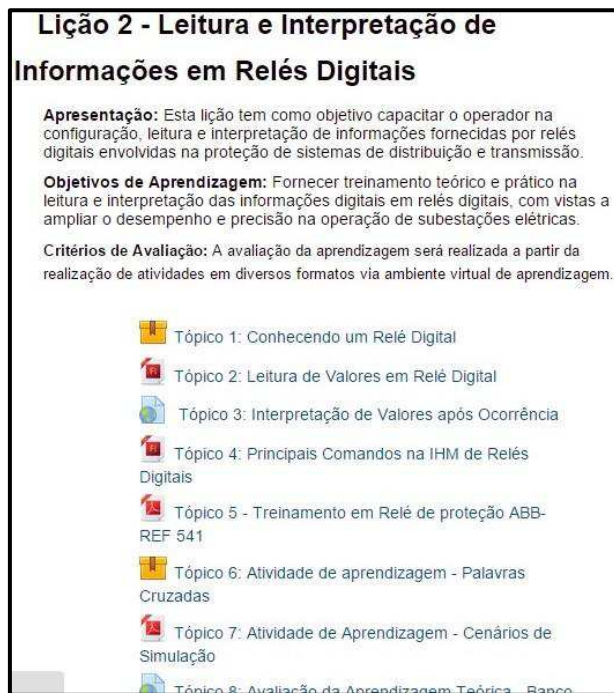 Lição 2 - Leitura e Interpretação de
Informações em Relés Digitais
Apresentação: Esta lição tem como objetivo capacitar o operador na
configuração, leitura e interpretação de informações fornecidas por relés
digitais envolvidas na proteção de sistemas de distribuição e transmissão.
Objetivos de Aprendizagem: Fornecer treinamento teórico e prático na
leitura e interpretação das informações digitais em relés digitais, com vistas a
ampliar o desempenho e precisão na operação de subestações elétricas.
Critérios de Avaliação: A avaliação da aprendizagem será realizada a partir da
realização de atividades em diversos formatos via ambiente virtual de aprendizagem.
Tópico 1: Conhecendo um Relé Digital
Tópico 2: Leitura de Valores em Relé Digital
Tópico 3: Interpretação de Valores após Ocorrência
Tópico 4: Principais Comandos na IHM de Relés
Digitais
Tópico 5 - Treinamento em Relé de proteção ABB-
REF 541
Tópico 6: Atividade de aprendizagem - Palavras
Cruzadas
Tópico 7: Atividade de Aprendizagem - Cenários de
Simulação
Tópico 8: Avaliação da Aprendizagem Teórica - Banco